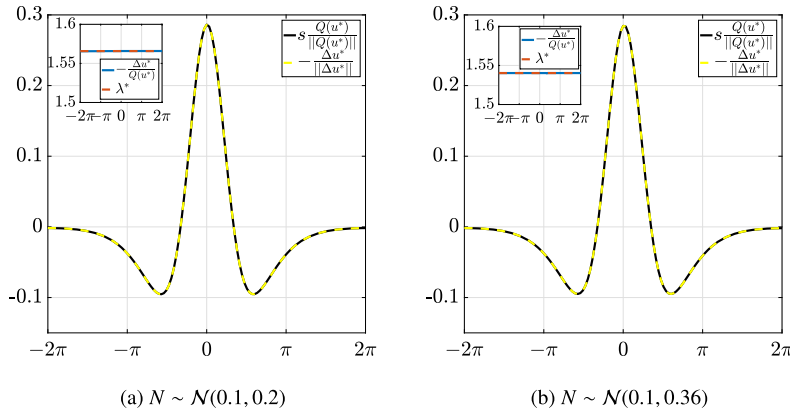 0.3
0.2
0.1
0
-0.1
−2π −π 0 π 2π
1.6
1.55
1.5
−2π−π 0 π 2π
−Δu*/Q(u*)
λ*
s Q(u*)/||Q(u*)||
−Δu*/||Δu*||
(a) N ∼ 𝒩(0.1, 0.2)
0.3
0.2
0.1
0
-0.1
−2π −π 0 π 2π
1.6
1.55
1.5
−2π−π 0 π 2π
−Δu*/Q(u*)
λ*
s Q(u*)/||Q(u*)||
−Δu*/||Δu*||
(b) N ∼ 𝒩(0.1, 0.36)